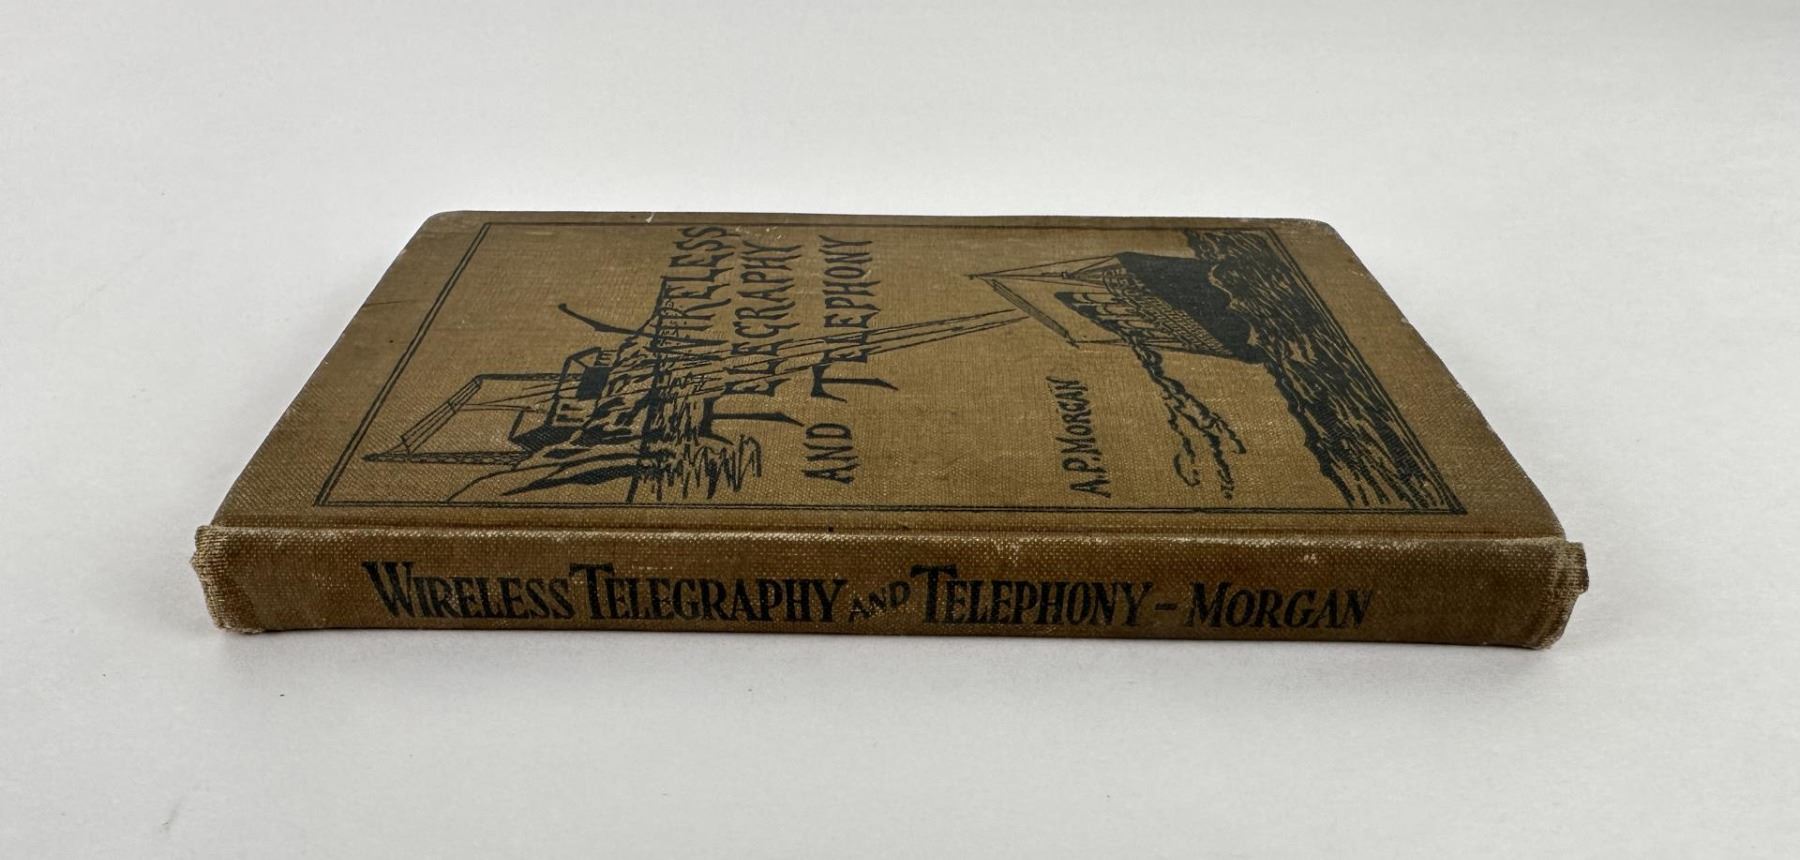 WIRELESS
TELEGRAPHY
AND TELEPHONY
A.P. MORGAN
WIRELESS TELEGRAPHY AND TELEPHONY - MORGAN